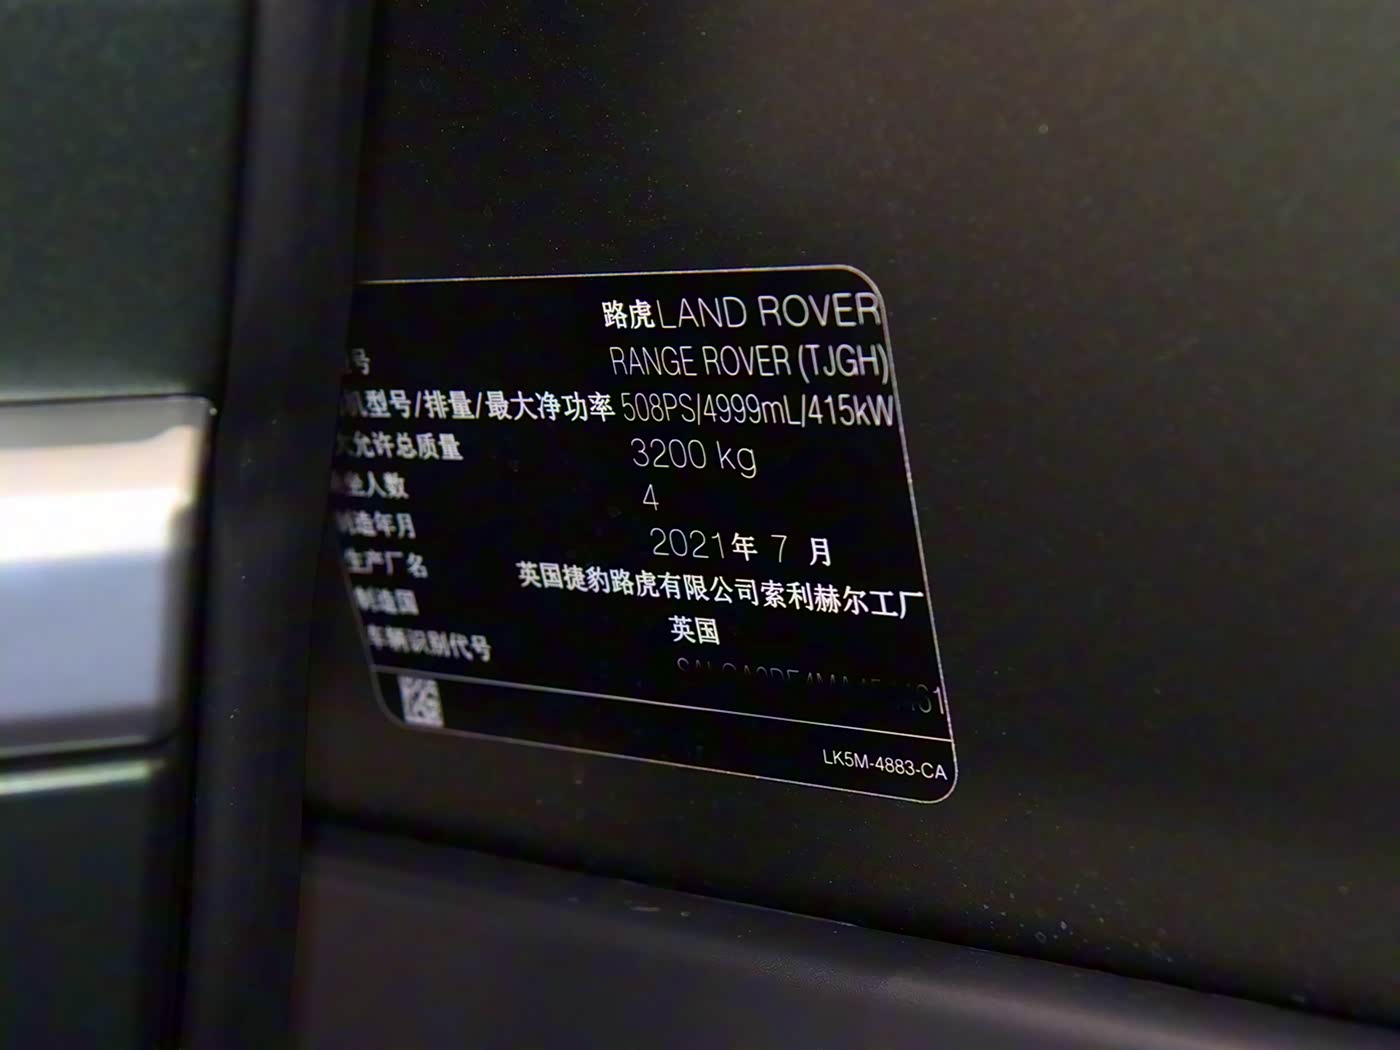 路虎LAND ROVER
号 RANGE ROVER (TJGH)
机型号/排量/最大净功率 508PS/4999mL/415kW
大允许总质量 3200 kg
坐人数 4
制造年月 2021年 7 月
生产厂名 英国捷豹路虎有限公司索利赫尔工厂
制造国 英国
车辆识别代号
LK5M-4883-CA